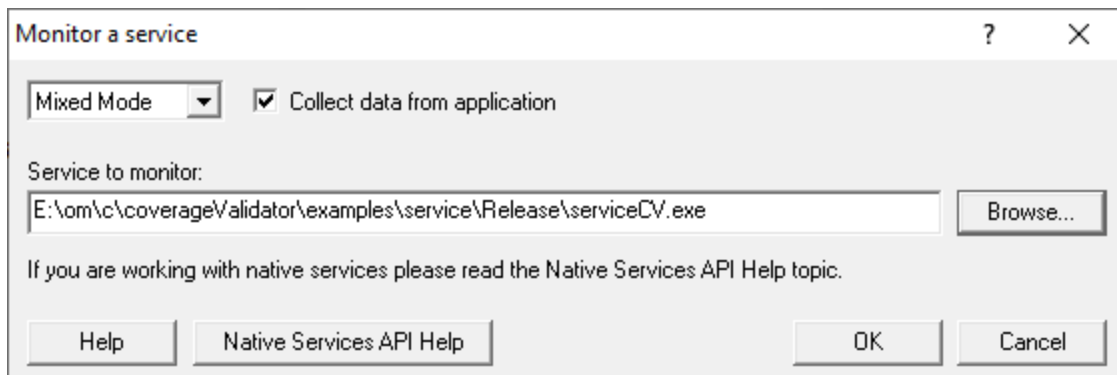 Monitor a service ?
Mixed Mode Collect data from application
Service to monitor:
E:\om\c\coverageValidator\examples\service\Release\serviceCV.exe Browse...
If you are working with native services please read the Native Services API Help topic.
Help Native Services API Help OK Cancel